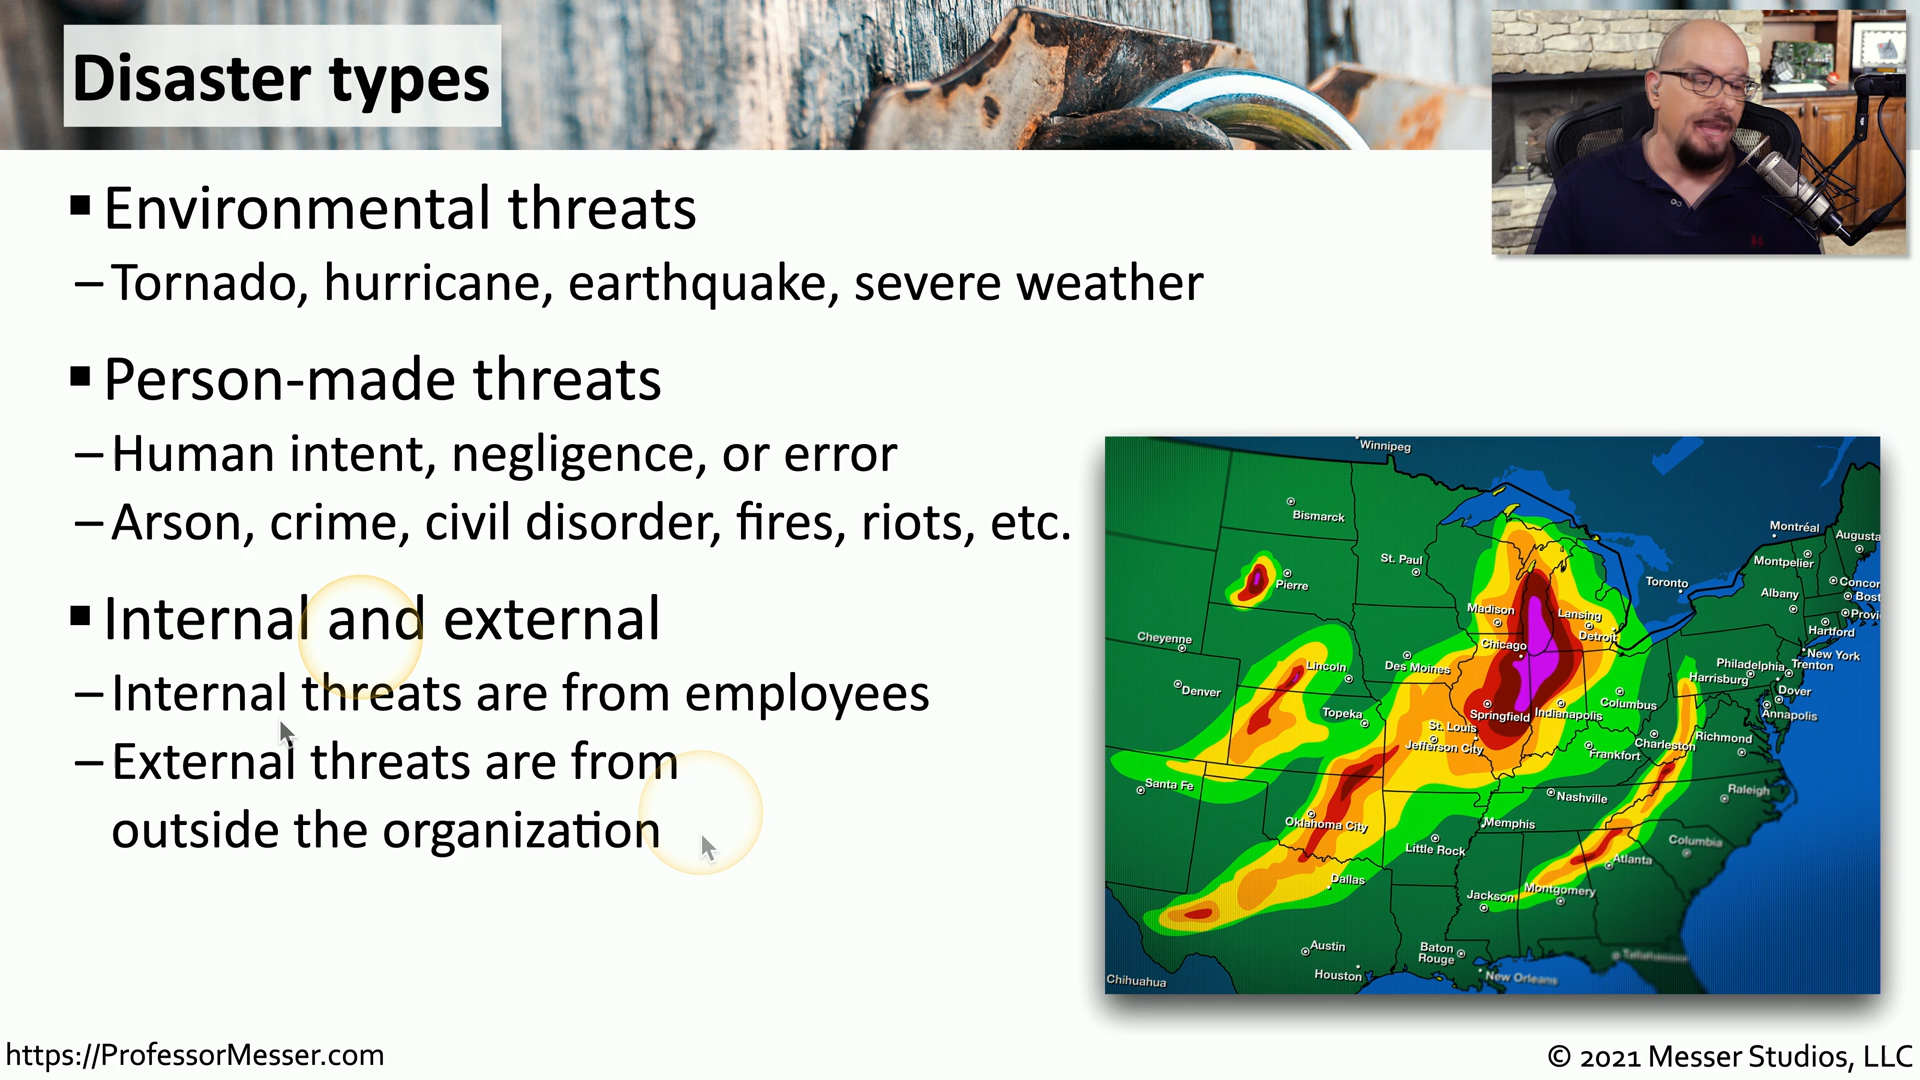 Disaster types
▪ Environmental threats
– Tornado, hurricane, earthquake, severe weather
▪ Person-made threats
– Human intent, negligence, or error
– Arson, crime, civil disorder, fires, riots, etc.
▪ Internal and external
– Internal threats are from employees
– External threats are from
outside the organization
Winnipeg
Bismarck
Montréal
Augusta
St. Paul
Montpelier
Pierre
Toronto
Concor
Albany
Bost
Madison
Lansing
Provi
Hartford
Cheyenne
Chicago
Detroit
New York
Lincoln
Des Moines
Philadelphia
Trenton
Harrisburg
Denver
Columbus
Dover
Topeka
Springfield
Indianapolis
Annapolis
St. Louis
Jefferson City
Frankfort
Charleston
Richmond
Santa Fe
Nashville
Raleigh
Oklahoma City
Memphis
Little Rock
Columbia
Atlanta
Dallas
Jackson
Montgomery
Austin
Baton
Rouge
Tallahassee
Houston
New Orleans
Chihuahua
https://ProfessorMesser.com
© 2021 Messer Studios, LLC